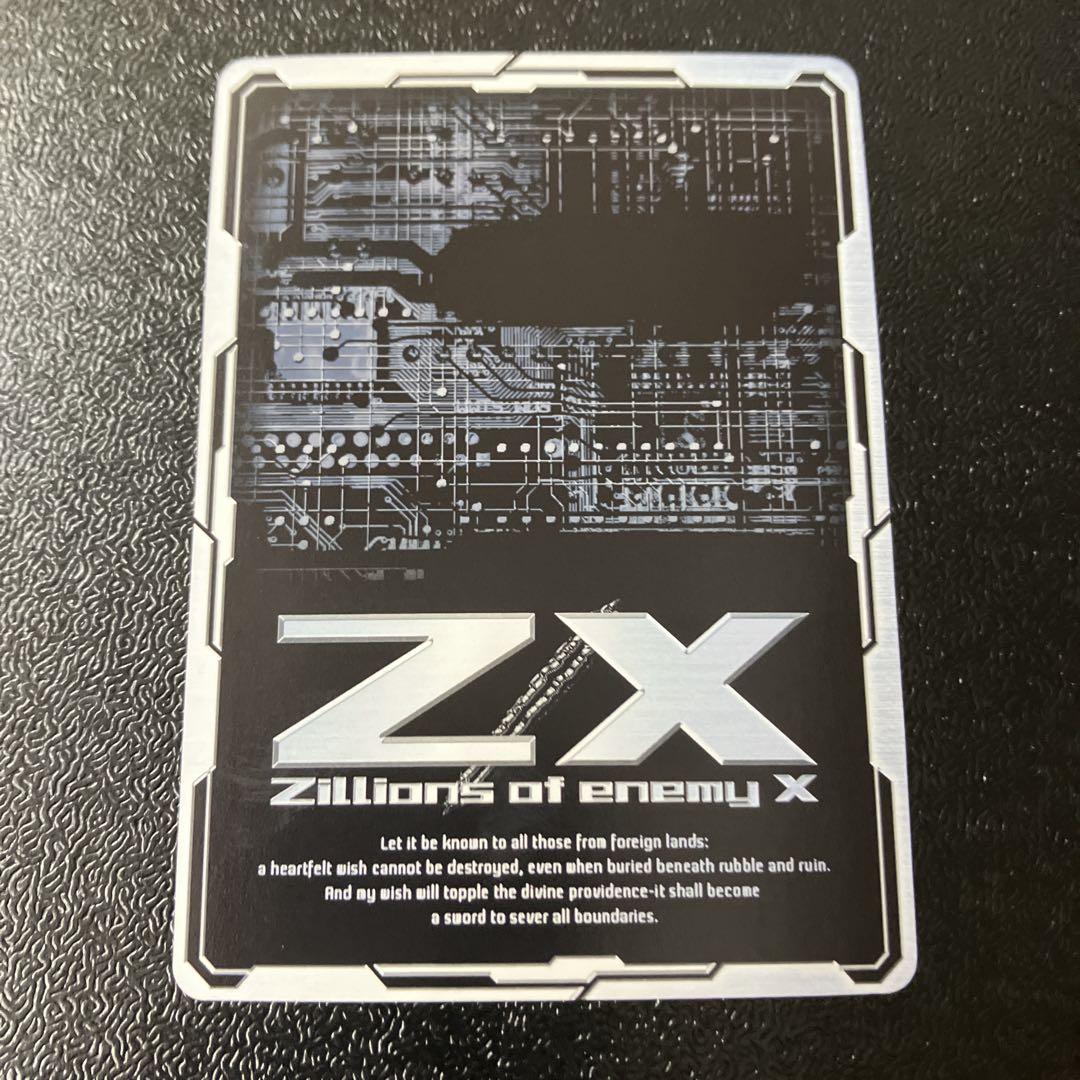 Z/X
Zillions of enemy X
Let it be known to all those from foreign lands:
a heartfelt wish cannot be destroyed, even when buried beneath rubble and ruin.
And my wish will topple the divine providence-it shall become
a sword to sever all boundaries.